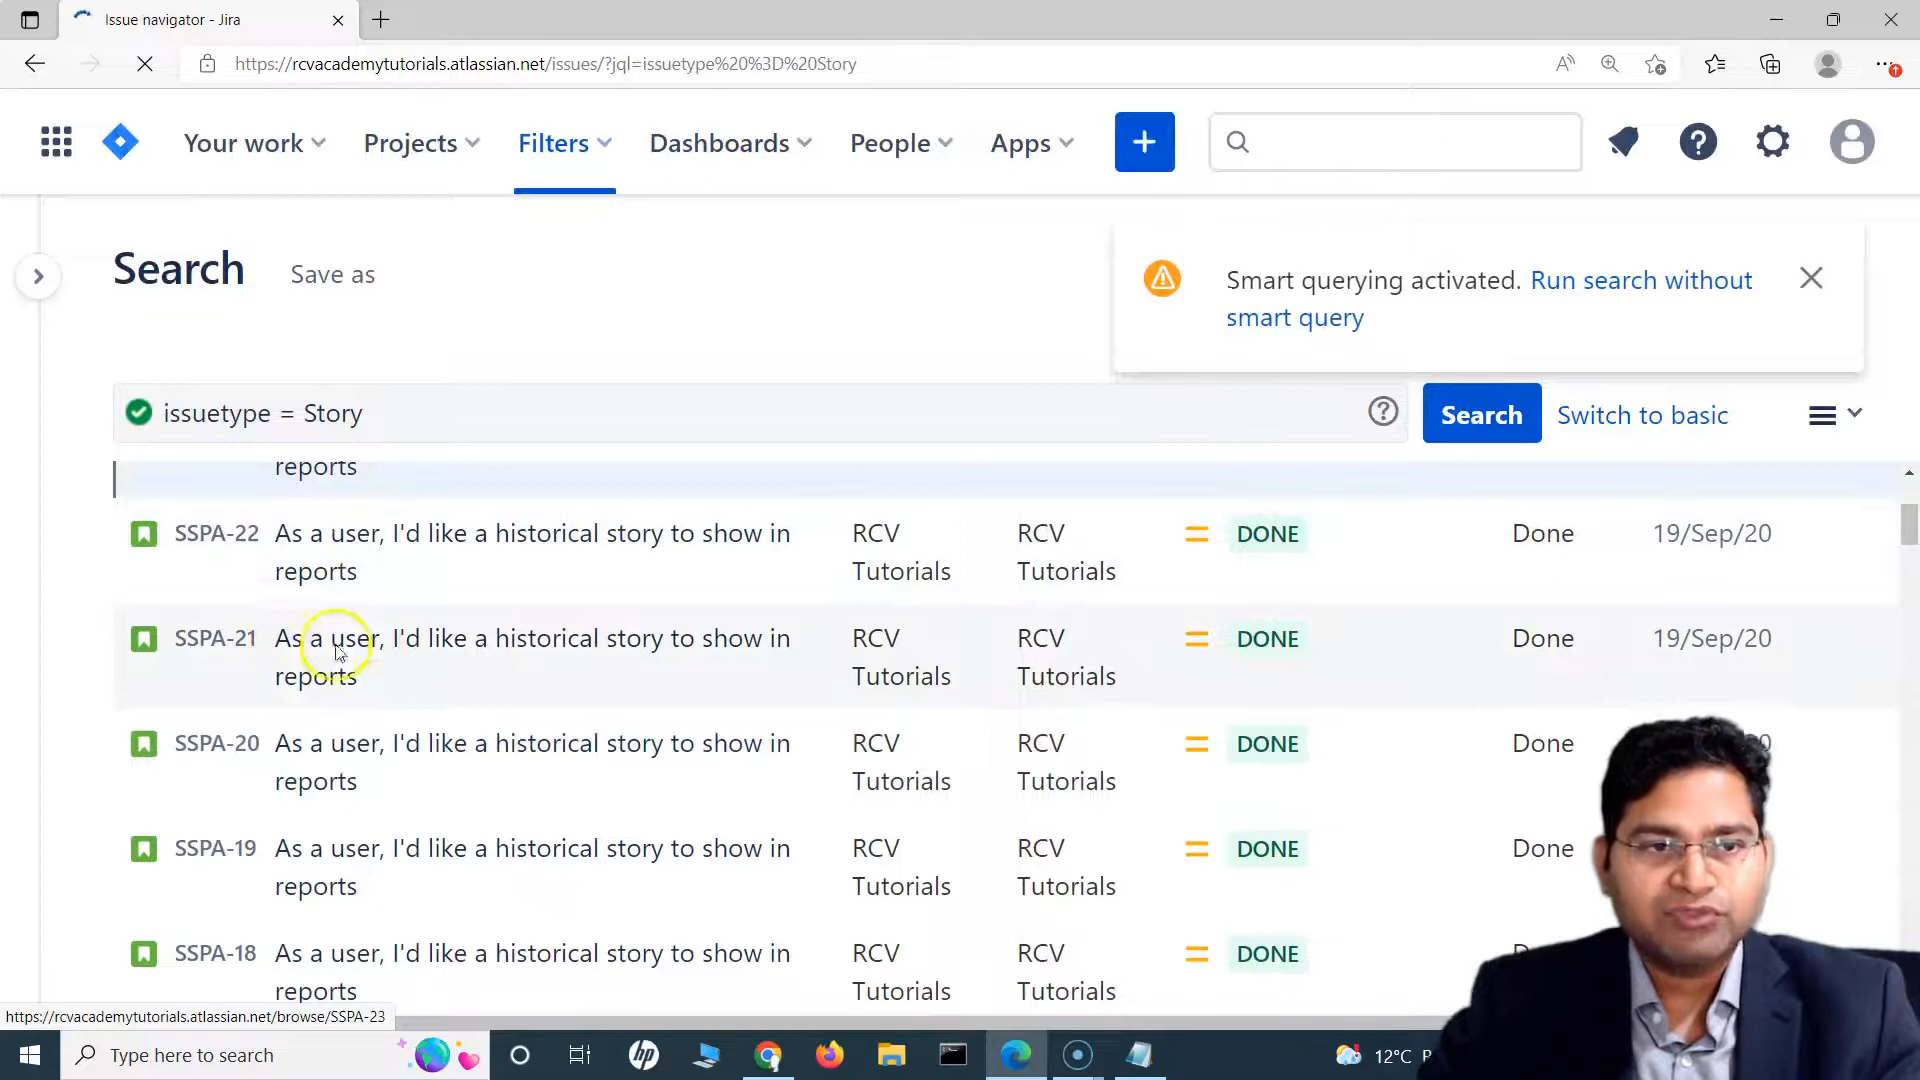 Issue navigator - Jira
https://rcvacademytutorials.atlassian.net/issues/?jql=issuetype%20%3D%20Story
Your work Projects Filters Dashboards People Apps
Search Save as
Smart querying activated. Run search without
smart query
issuetype = Story Search Switch to basic
reports
SSPA-22 As a user, I'd like a historical story to show in RCV RCV DONE Done 19/Sep/20
reports Tutorials Tutorials
SSPA-21 As a user, I'd like a historical story to show in RCV RCV DONE Done 19/Sep/20
reports Tutorials Tutorials
SSPA-20 As a user, I'd like a historical story to show in RCV RCV DONE Done
reports Tutorials Tutorials
SSPA-19 As a user, I'd like a historical story to show in RCV RCV DONE Done
reports Tutorials Tutorials
SSPA-18 As a user, I'd like a historical story to show in RCV RCV DONE
reports Tutorials Tutorials
https://rcvacademytutorials.atlassian.net/browse/SSPA-23
Type here to search hp 12°C